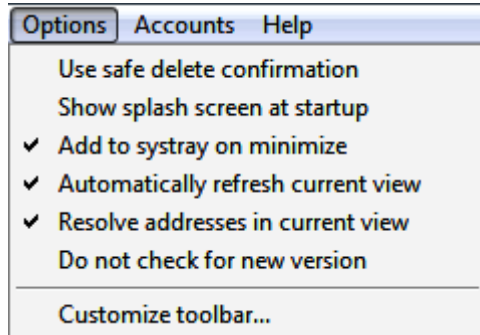 Options Accounts Help
Use safe delete confirmation
Show splash screen at startup
Add to systray on minimize
Automatically refresh current view
Resolve addresses in current view
Do not check for new version
Customize toolbar...